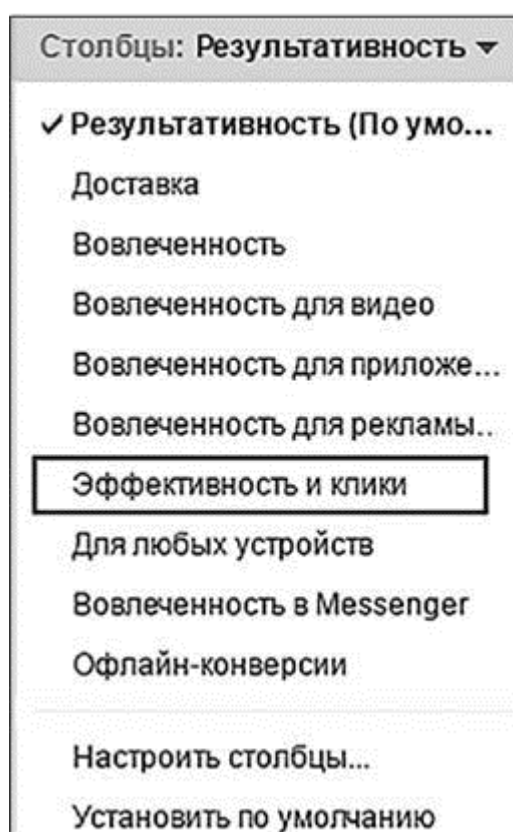 Столбцы: Результативность
Результативность (По умо...
Доставка
Вовлеченность
Вовлеченность для видео
Вовлеченность для приложе...
Вовлеченность для рекламы..
Эффективность и клики
Для любых устройств
Вовлеченность в Messenger
Офлайн-конверсии
Настроить столбцы...
Установить по умолчанию